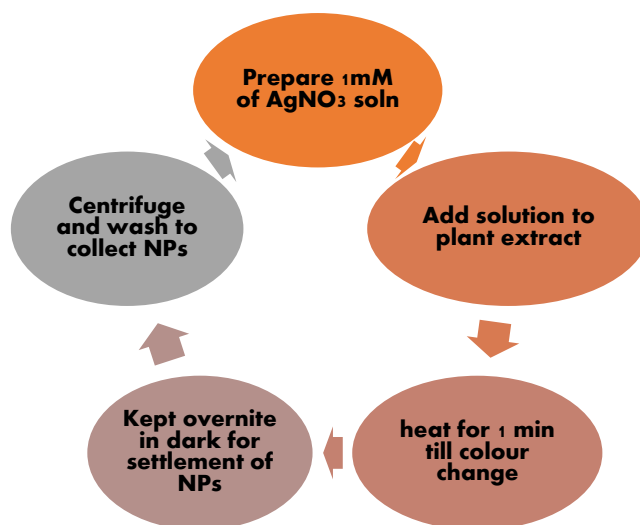 Prepare 1mM
of AgNO₃ soln
Add solution to
plant extract
heat for 1 min
till colour
change
Kept overnite
in dark for
settlement of
NPs
Centrifuge
and wash to
collect NPs